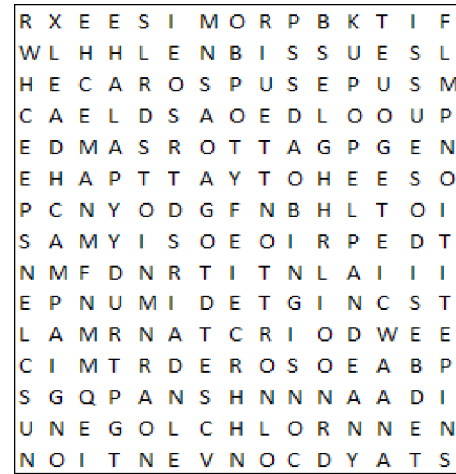 R X E E S I M O R P B K T I F
W L H H L E N B I S S U E S L
H E C A R O S P U S E P U S M
C A E L D S A O E D L O O U P
E D M A S R O T T A G P G E N
E H A P T T A Y T O H E E S O
P C N Y O D G F N B H L T O I
S A M Y I S O E O I R P E D T
N M F D N R T I T N L A I I I
E P N U M I D E T G I N C S T
L A M R N A T C R I O D W E E
C I M T R D E R O S O E A B P
S G Q P A N S H N N N A A D I
U N E G O L C H L O R N N E N
N O I T N E V N O C D Y A T S